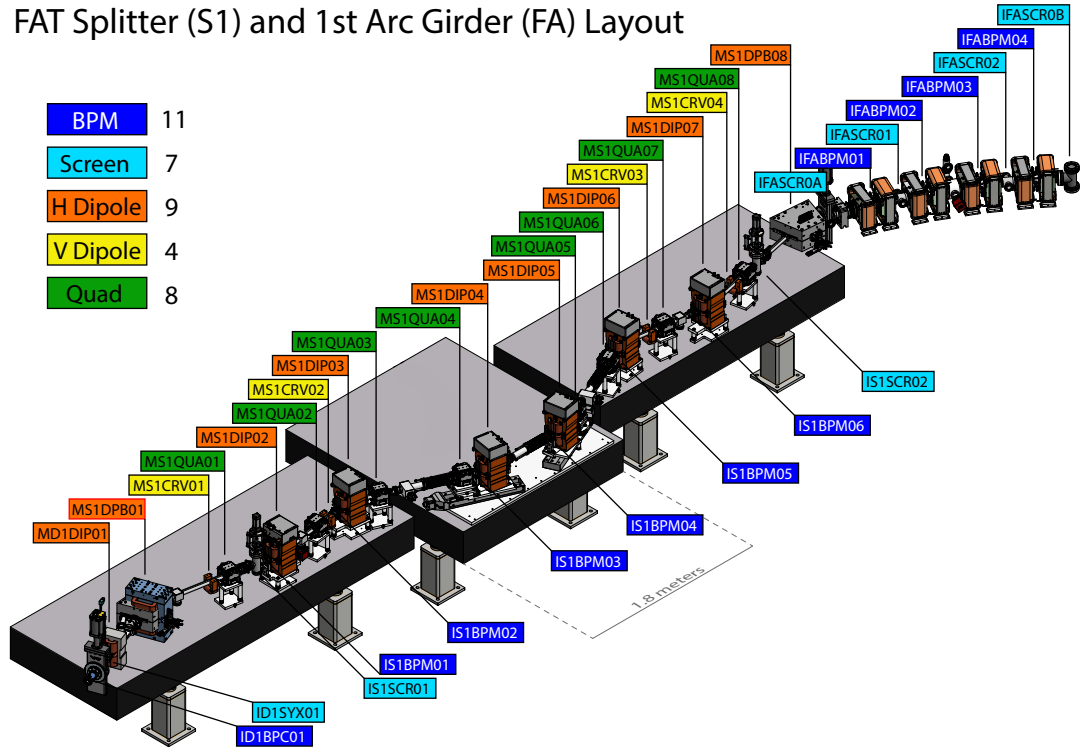 FAT Splitter (S1) and 1st Arc Girder (FA) Layout
BPM 11
Screen 7
H Dipole 9
V Dipole 4
Quad 8
IFASCR0B
IFABPM04
IFASCR02
IFABPM03
IFABPM02
IFASCR01
IFABPM01
IFASCR0A
MS1DPB08
MS1QUA08
MS1CRV04
MS1DIP07
MS1QUA07
MS1CRV03
MS1DIP06
MS1QUA06
MS1QUA05
MS1DIP05
MS1DIP04
MS1QUA04
MS1QUA03
MS1DIP03
MS1CRV02
MS1QUA02
MS1DIP02
MS1QUA01
MS1CRV01
MS1DPB01
MD1DIP01
IS1SCR02
IS1BPM06
IS1BPM05
IS1BPM04
IS1BPM03
1.8 meters
IS1BPM02
IS1BPM01
IS1SCR01
ID1SYX01
ID1BPC01